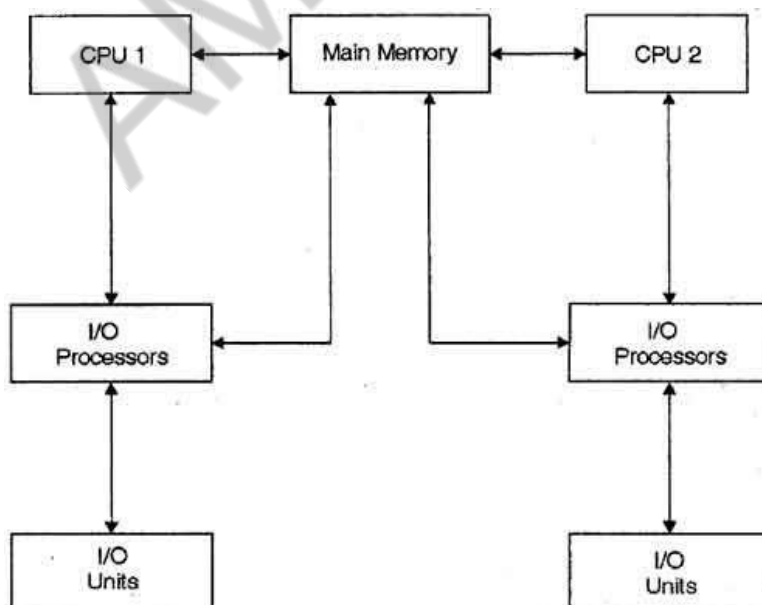 CPU 1
Main Memory
CPU 2
I/O
Processors
I/O
Processors
I/O
Units
I/O
Units